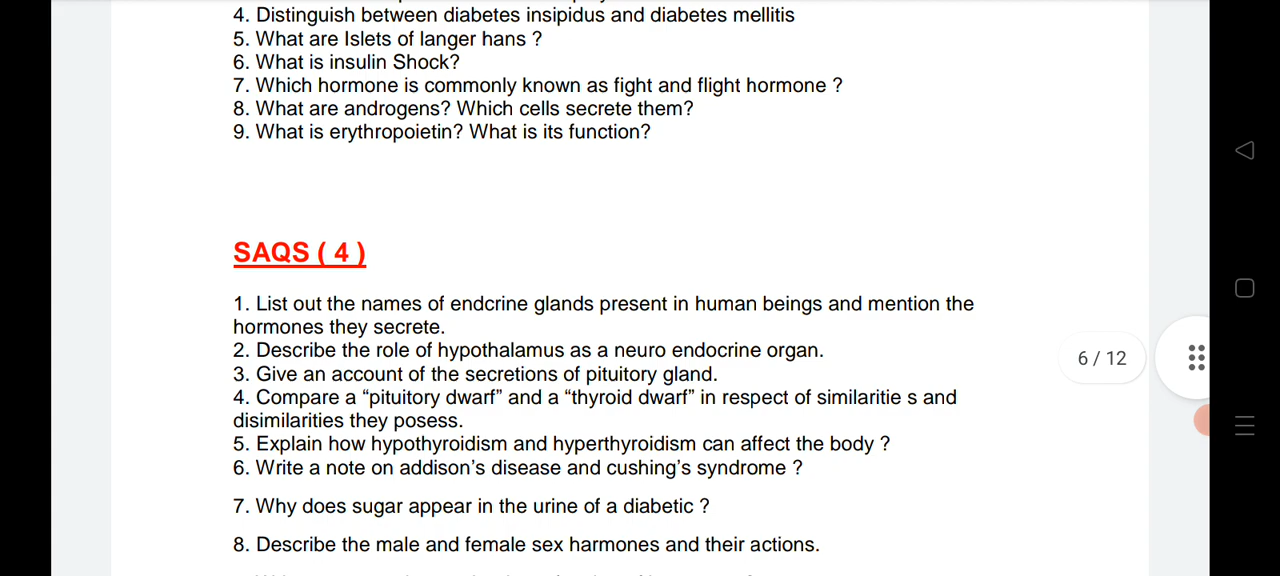 4. Distinguish between diabetes insipidus and diabetes mellitis
5. What are Islets of langer hans ?
6. What is insulin Shock?
7. Which hormone is commonly known as fight and flight hormone ?
8. What are androgens? Which cells secrete them?
9. What is erythropoietin? What is its function?
SAQS ( 4 )
1. List out the names of endcrine glands present in human beings and mention the
hormones they secrete.
2. Describe the role of hypothalamus as a neuro endocrine organ.
3. Give an account of the secretions of pituitory gland.
4. Compare a “pituitory dwarf” and a “thyroid dwarf” in respect of similaritie s and
disimilarities they posess.
5. Explain how hypothyroidism and hyperthyroidism can affect the body ?
6. Write a note on addison’s disease and cushing’s syndrome ?
7. Why does sugar appear in the urine of a diabetic ?
8. Describe the male and female sex harmones and their actions.
6 / 12